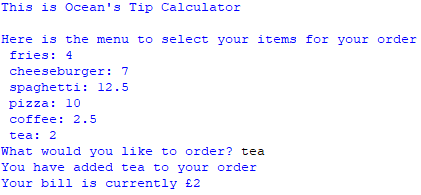 This is Ocean's Tip Calculator
Here is the menu to select your items for your order
fries: 4
cheeseburger: 7
spaghetti: 12.5
pizza: 10
coffee: 2.5
tea: 2
What would you like to order? tea
You have added tea to your order
Your bill is currently £2